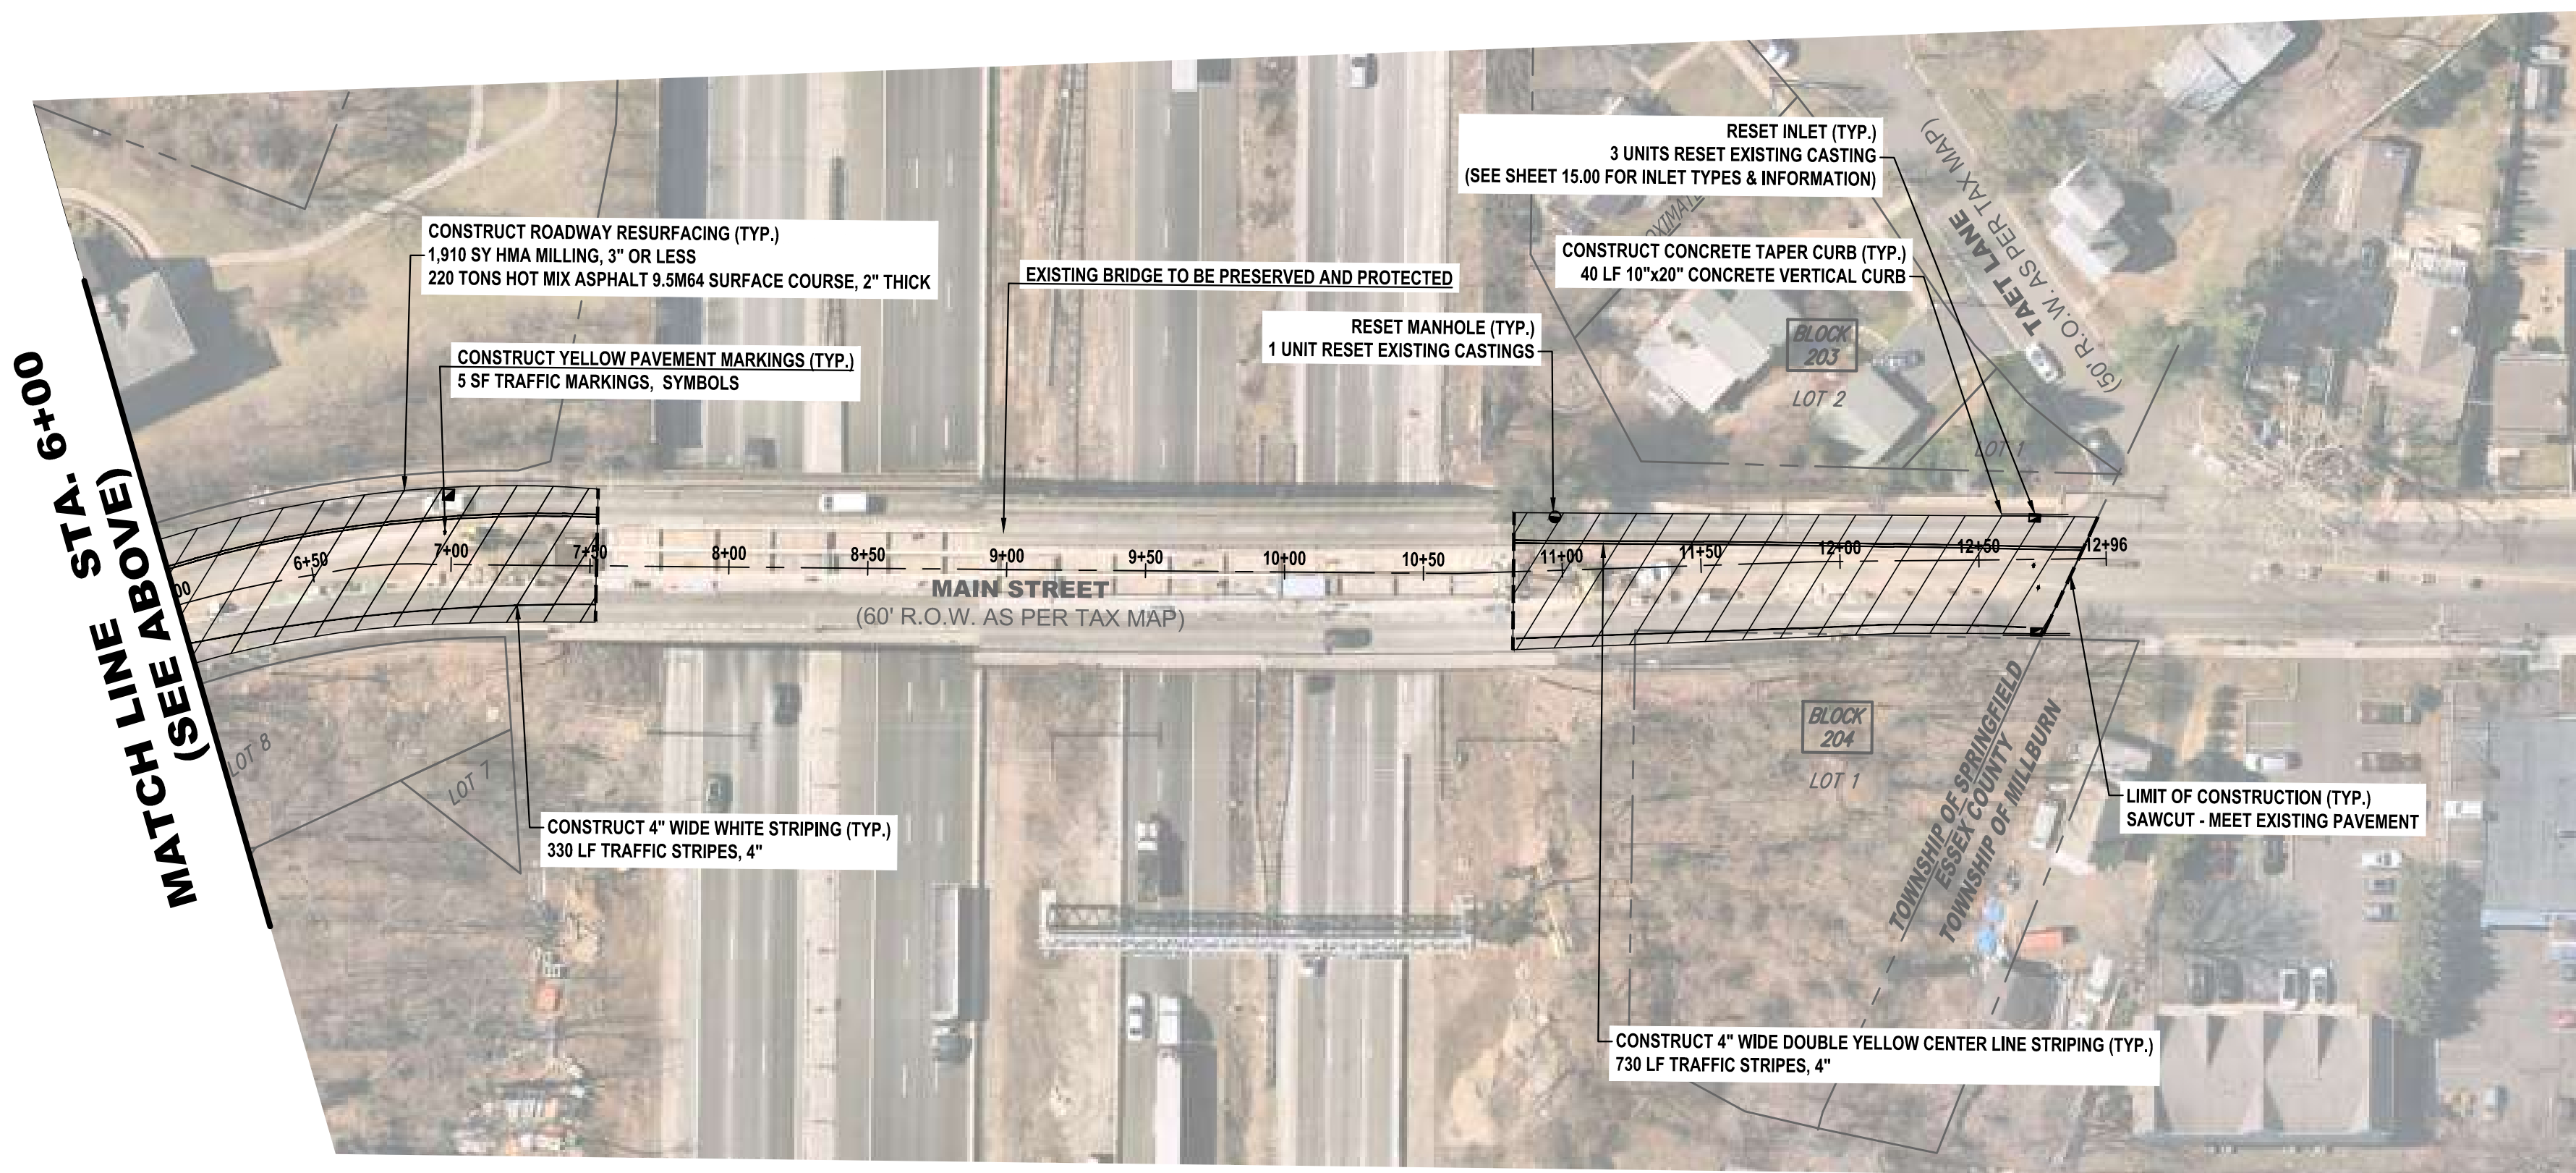 MATCH LINE STA. 6+00
(SEE ABOVE)
CONSTRUCT ROADWAY RESURFACING (TYP.)
1,910 SY HMA MILLING, 3" OR LESS
220 TONS HOT MIX ASPHALT 9.5M64 SURFACE COURSE, 2" THICK
CONSTRUCT YELLOW PAVEMENT MARKINGS (TYP.)
5 SF TRAFFIC MARKINGS, SYMBOLS
EXISTING BRIDGE TO BE PRESERVED AND PROTECTED
RESET MANHOLE (TYP.)
1 UNIT RESET EXISTING CASTINGS
RESET INLET (TYP.)
3 UNITS RESET EXISTING CASTING
(SEE SHEET 15.00 FOR INLET TYPES & INFORMATION)
CONSTRUCT CONCRETE TAPER CURB (TYP.)
40 LF 10"x20" CONCRETE VERTICAL CURB
TAET LANE
(50' R.O.W. AS PER TAX MAP)
BLOCK
203
LOT 2
LOT 1
00
6+50
7+00
7+50
8+00
8+50
9+00
9+50
10+00
10+50
11+00
11+50
12+00
12+50
12+96
MAIN STREET
(60' R.O.W. AS PER TAX MAP)
LOT 8
LOT 7
CONSTRUCT 4" WIDE WHITE STRIPING (TYP.)
330 LF TRAFFIC STRIPES, 4"
BLOCK
204
LOT 1
TOWNSHIP OF SPRINGFIELD
ESSEX COUNTY
TOWNSHIP OF MILLBURN
LIMIT OF CONSTRUCTION (TYP.)
SAWCUT - MEET EXISTING PAVEMENT
CONSTRUCT 4" WIDE DOUBLE YELLOW CENTER LINE STRIPING (TYP.)
730 LF TRAFFIC STRIPES, 4"